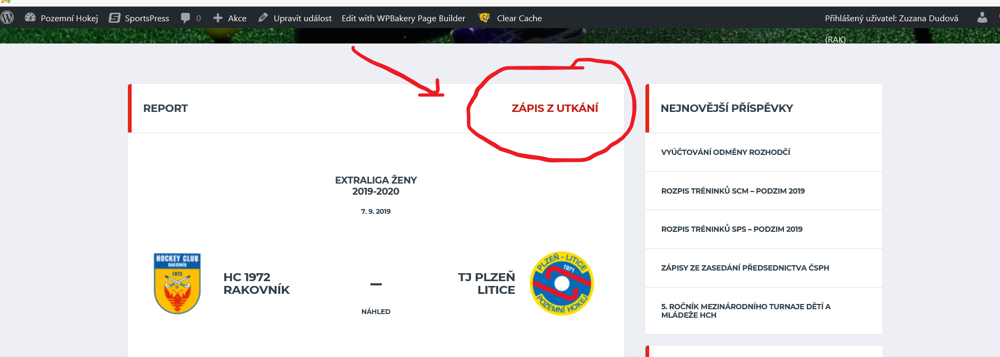 Pozemní Hokej SportsPress 0 Akce Upravit událost Edit with WPBakery Page Builder Clear Cache Přihlášený uživatel: Zuzana Dudová
(RAK)
REPORT
ZÁPIS Z UTKÁNÍ
EXTRALIGA ŽENY
2019-2020
7. 9. 2019
HOCKEY CLUB
RAKOVNÍK
1972
HC 1972
RAKOVNÍK
–
NÁHLED
TJ PLZEŇ
LITICE
PLZEŇ - LITICE
1971
POZEMNÍ HOKEJ
NEJNOVĚJŠÍ PŘÍSPĚVKY
VYÚČTOVÁNÍ ODMĚNY ROZHODČÍ
ROZPIS TRÉNINKŮ SCM – PODZIM 2019
ROZPIS TRÉNINKŮ SPS – PODZIM 2019
ZÁPISY ZE ZASEDÁNÍ PŘEDSEDNICTVA ČSPH
5. ROČNÍK MEZINÁRODNÍHO TURNAJE DĚTÍ A
MLÁDEŽE HCH